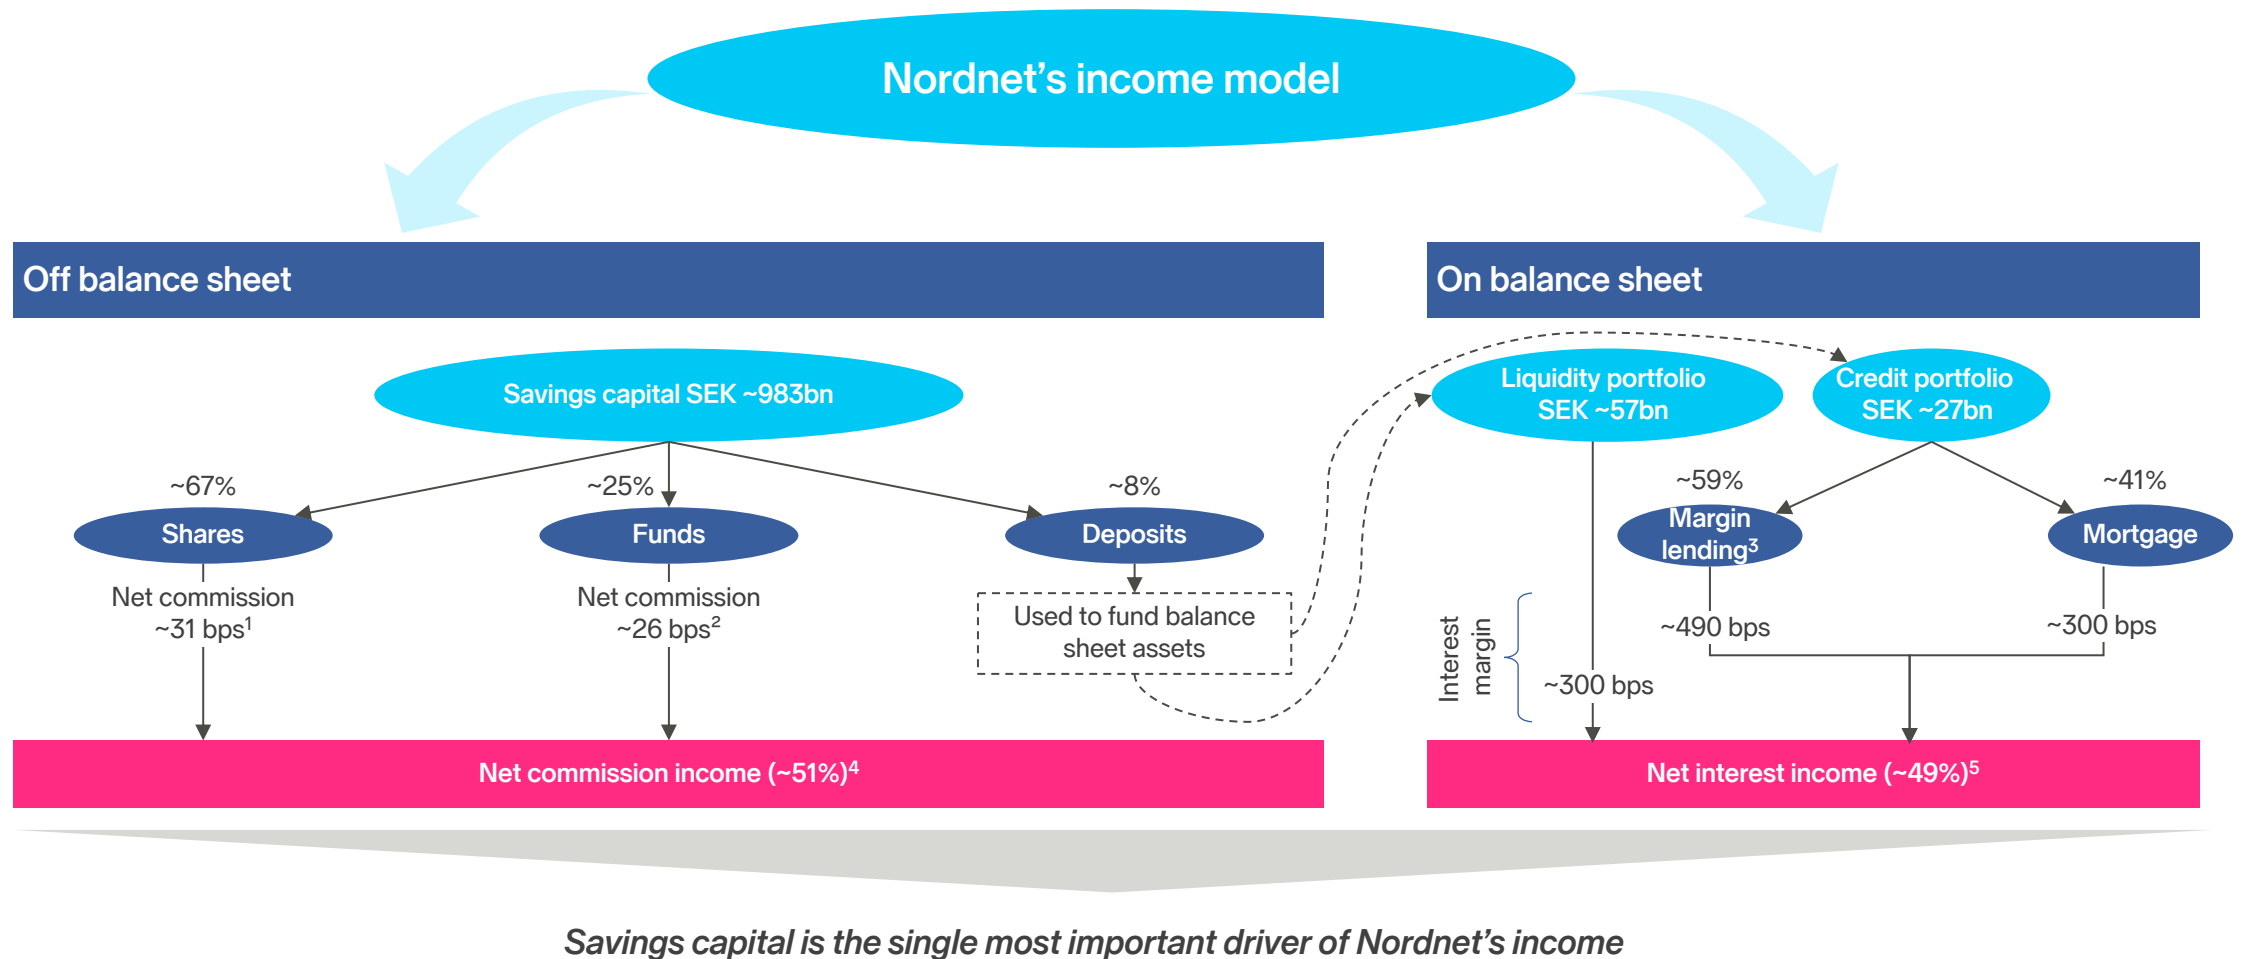 Nordnet's income model
Off balance sheet
On balance sheet
Savings capital SEK ~983bn
Liquidity portfolio
SEK ~57bn
Credit portfolio
SEK ~27bn
~67%
~25%
~8%
~59%
~41%
Shares
Funds
Deposits
Margin
lending³
Mortgage
Net commission
~31 bps¹
Net commission
~26 bps²
Used to fund balance
sheet assets
Interest
margin
~300 bps
~490 bps
~300 bps
Net commission income (~51%)⁴
Net interest income (~49%)⁵
Savings capital is the single most important driver of Nordnet's income